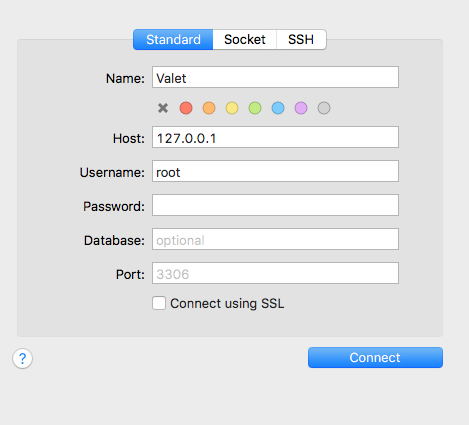 Standard Socket SSH
Name: Valet
Host: 127.0.0.1
Username: root
Password:
Database: optional
Port: 3306
Connect using SSL
? Connect